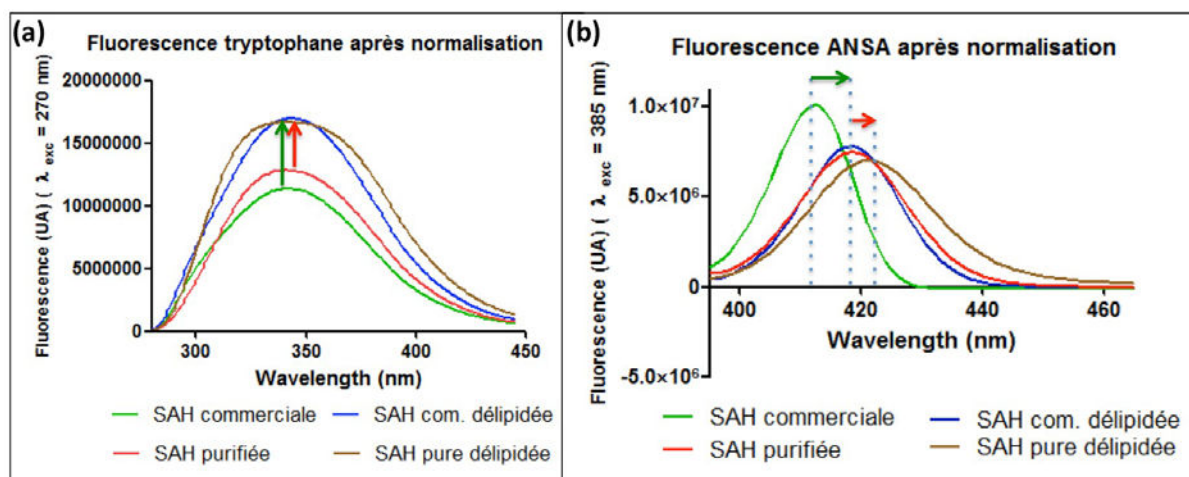 (a)
Fluorescence tryptophane après normalisation
Fluorescence (UA) ( λ exc = 270 nm)
20000000
15000000
10000000
5000000
0
300
350
400
450
Wavelength (nm)
SAH commerciale
SAH com. délipidée
SAH purifiée
SAH pure délipidée
(b)
Fluorescence ANSA après normalisation
Fluorescence (UA) ( λ exc = 385 nm)
1.0×10⁷
5.0×10⁶
0
-5.0×10⁶
400
420
440
460
Wavelength (nm)
SAH commerciale
SAH com. délipidée
SAH purifiée
SAH pure délipidée